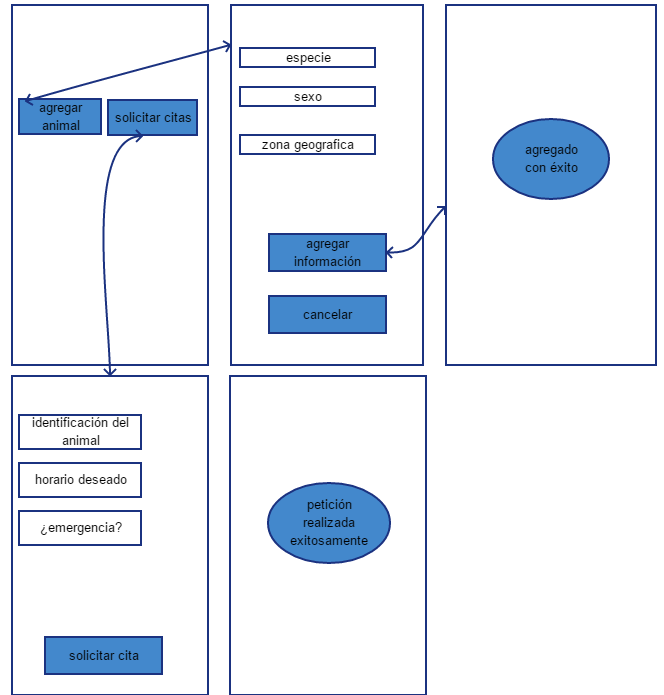 agregar
animal
solicitar citas
especie
sexo
zona geografica
agregar
información
cancelar
agregado
con éxito
identificación del
animal
horario deseado
¿emergencia?
solicitar cita
petición
realizada
exitosamente